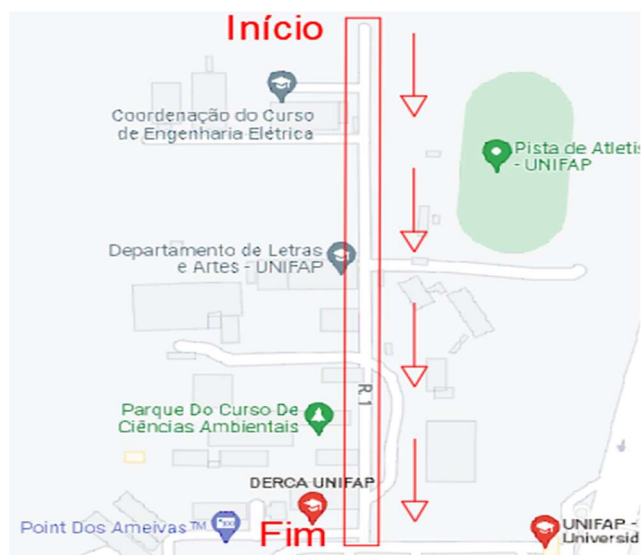 Início
Coordenação do Curso
de Engenharia Elétrica
Pista de Atletis
- UNIFAP
Departamento de Letras
e Artes - UNIFAP
R. 1
Parque Do Curso De
Ciências Ambientais
DERCA UNIFAP
Point Dos Ameivas™
Fim
UNIFAP -
Universid